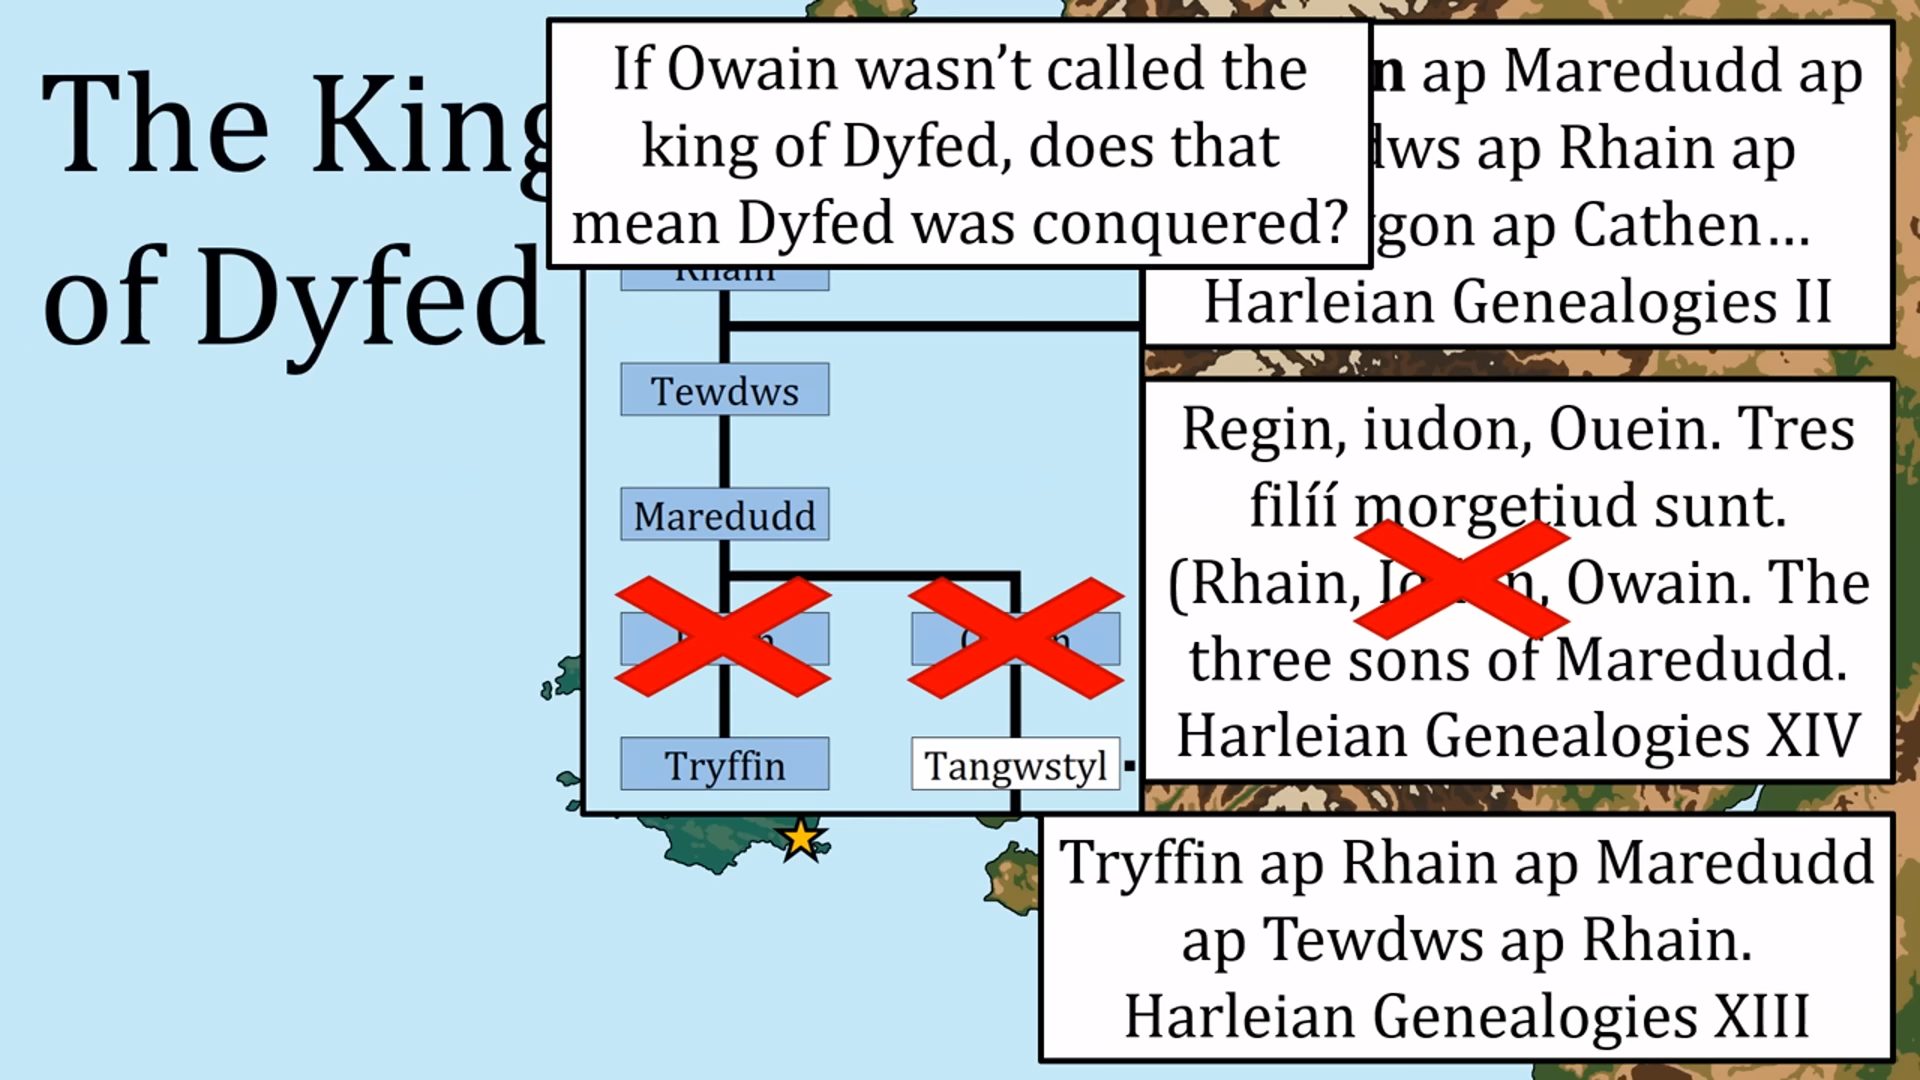 The King
of Dyfed
If Owain wasn’t called the
king of Dyfed, does that
mean Dyfed was conquered?
ap Maredudd ap
ap Rhain ap
ap Cathen…
Harleian Genealogies II
Rhain
Tewdws
Maredudd
Tryffin
Tangwstyl
Regin, iudon, Ouein. Tres
filíí morgetiud sunt.
(Rhain, Owain. The
three sons of Maredudd.
Harleian Genealogies XIV
Tryffin ap Rhain ap Maredudd
ap Tewdws ap Rhain.
Harleian Genealogies XIII